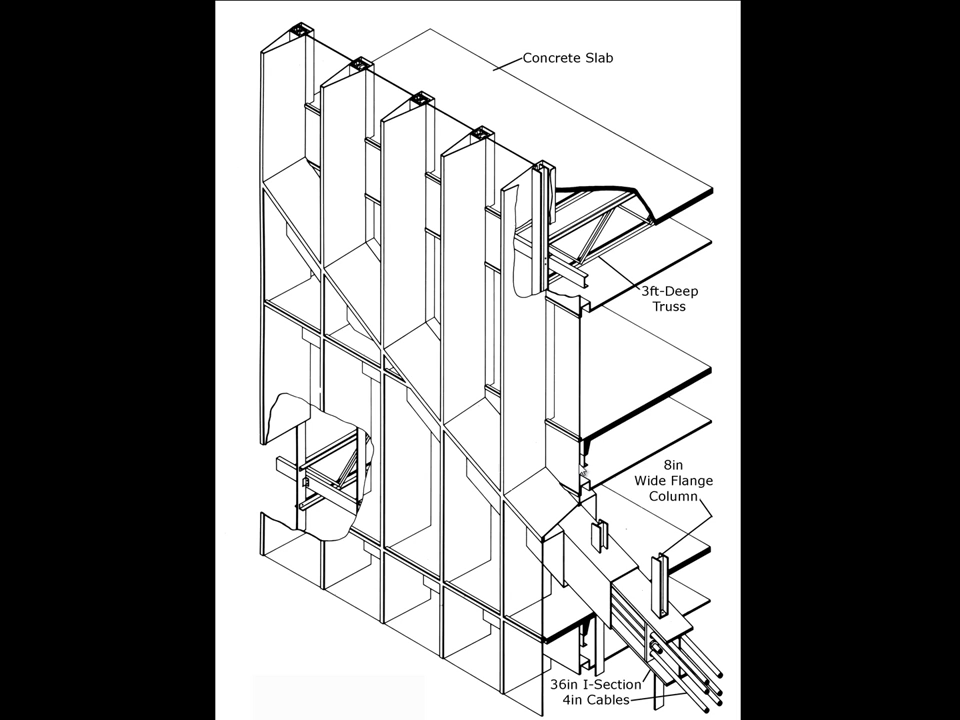 Concrete Slab
3ft-Deep
Truss
8in
Wide Flange
Column
36in I-Section
4in Cables